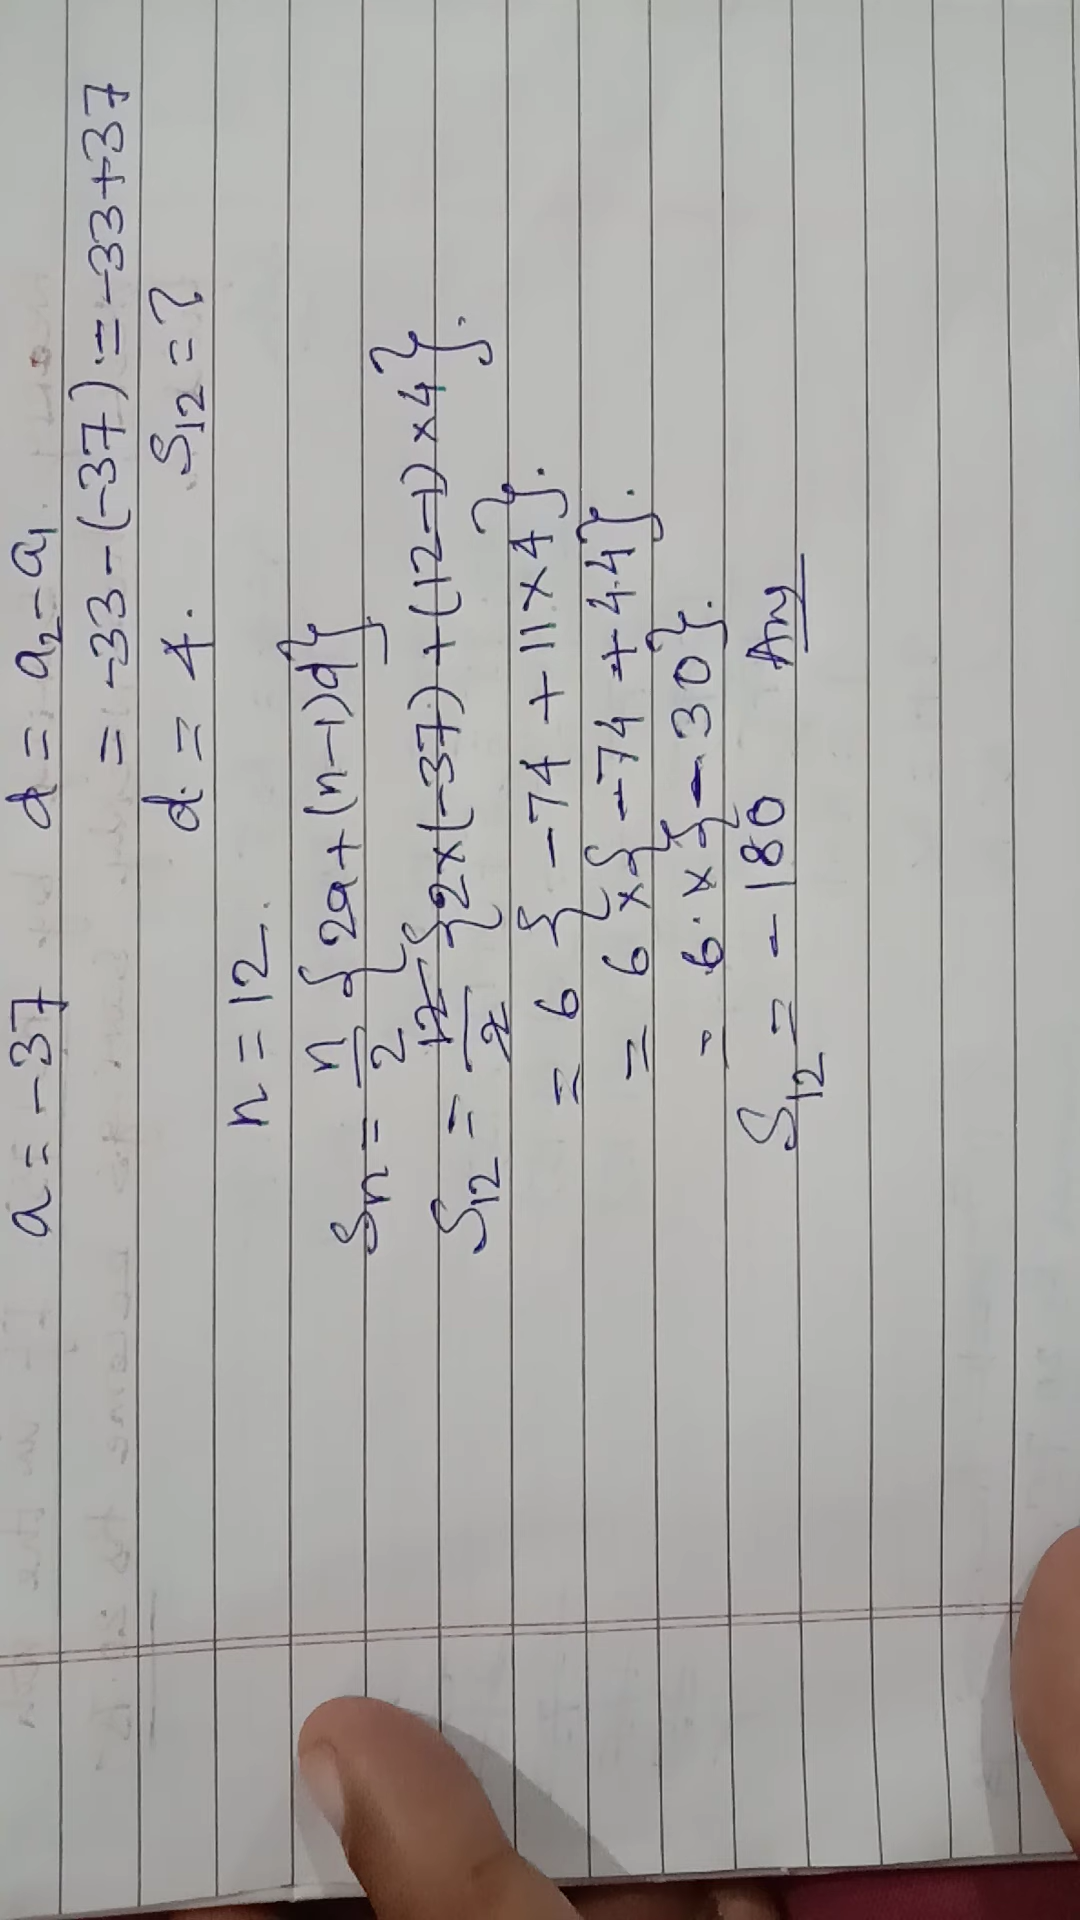 a = -37 d = a₂-a₁
= -33-(-37) = -33+37
d = 4. S₁₂ = ?
n = 12.
Sn = n/2 {2a+(n-1)d}
S₁₂ = 12/2 {2×(-37)+(12-1)×4}.
= 6 {-74 + 11×4}.
= 6 × {-74 + 44}.
= 6 × {-30}.
S₁₂ = -180 Ans